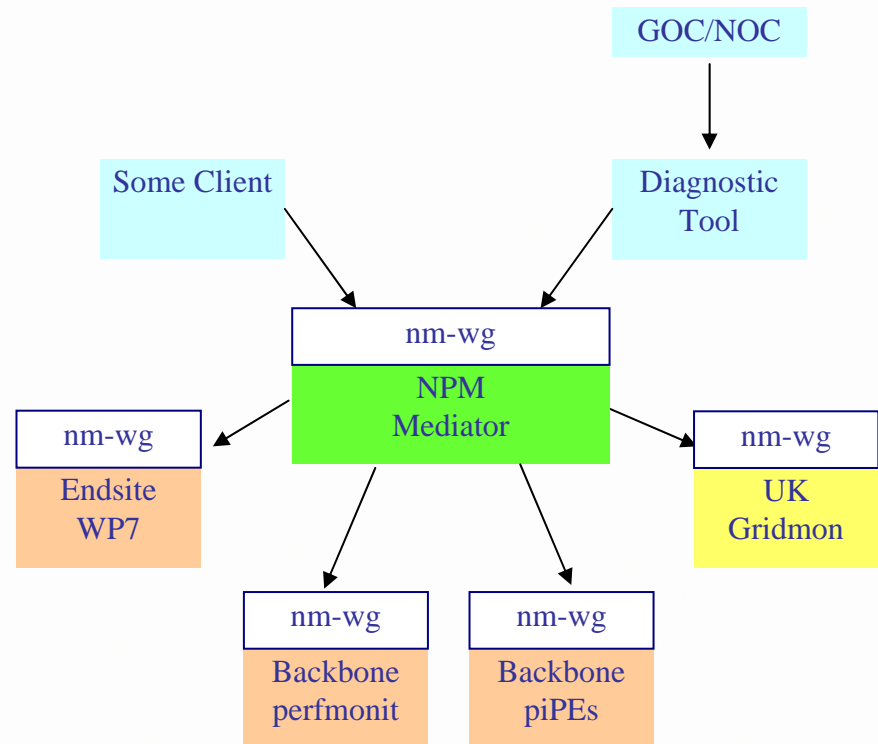 GOC/NOC
Some Client
Diagnostic
Tool
nm-wg
NPM
Mediator
nm-wg
Endsite
WP7
nm-wg
UK
Gridmon
nm-wg
Backbone
perfmonit
nm-wg
Backbone
piPEs